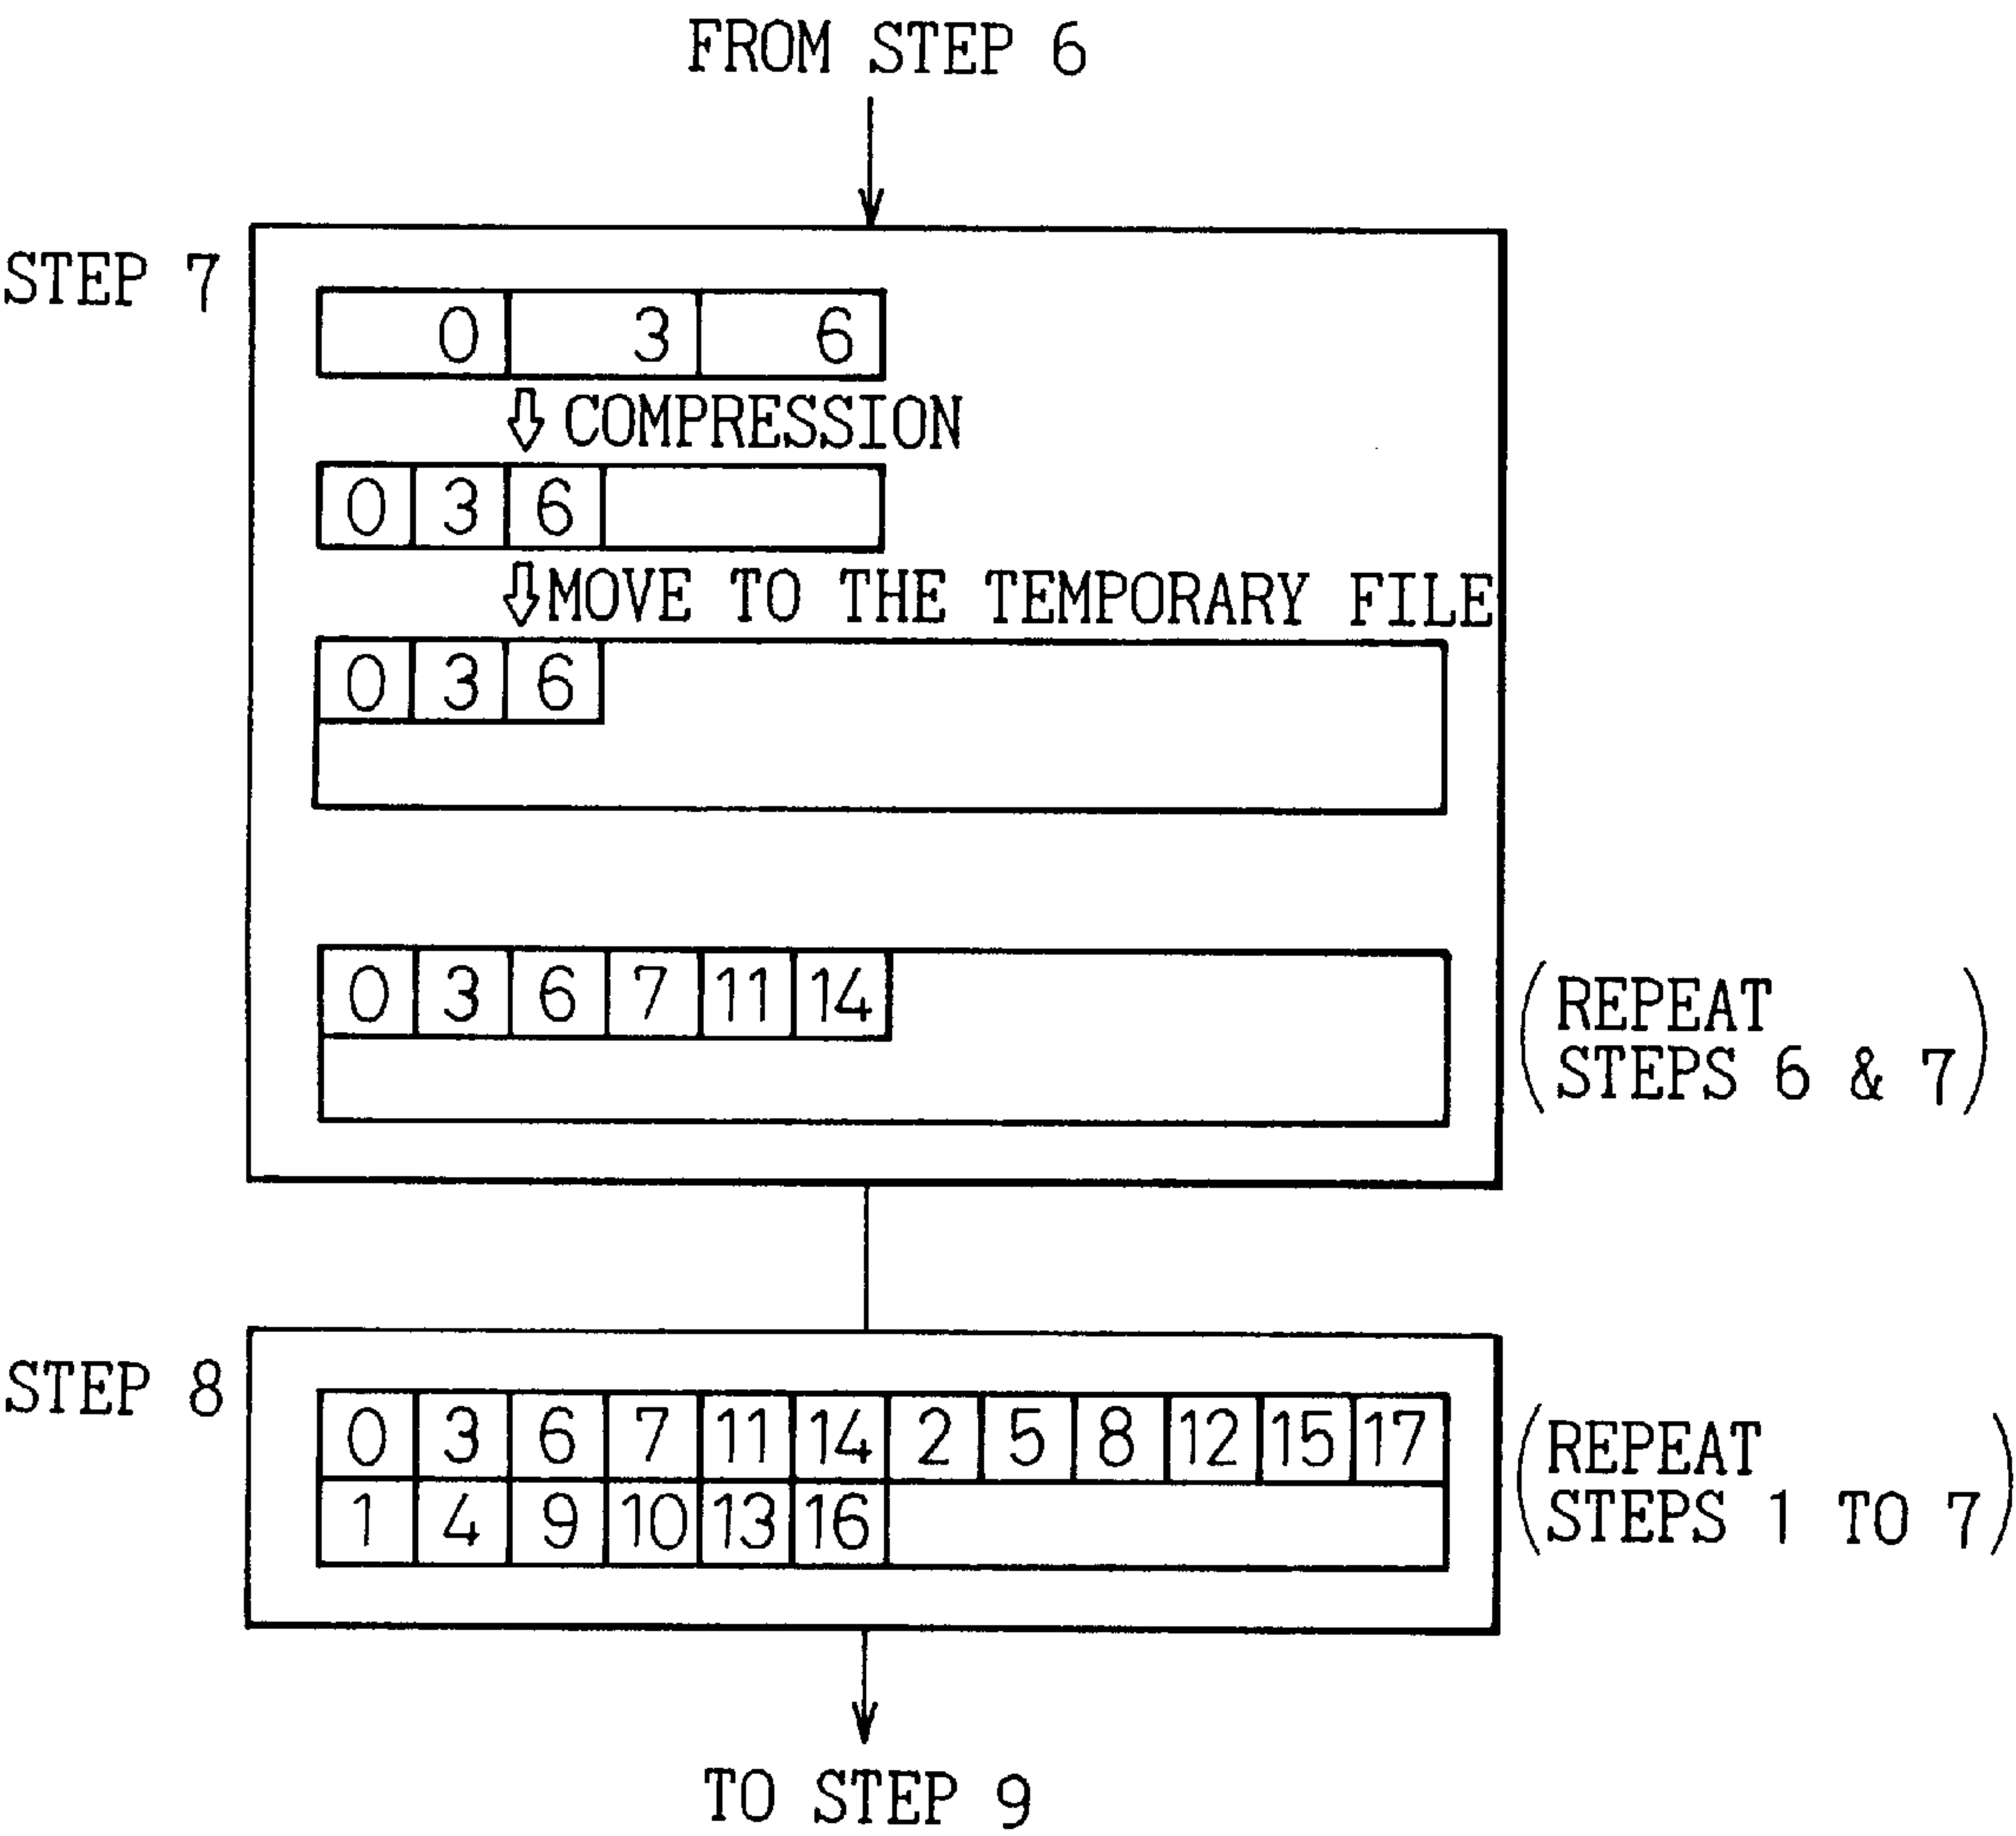 FROM STEP 6
STEP 7
0 3 6
COMPRESSION
0 3 6
MOVE TO THE TEMPORARY FILE
0 3 6
0 3 6 7 11 14
(REPEAT
STEPS 6 & 7)
STEP 8
0 3 6 7 11 14 2 5 8 12 15 17
1 4 9 10 13 16
(REPEAT
STEPS 1 TO 7)
TO STEP 9